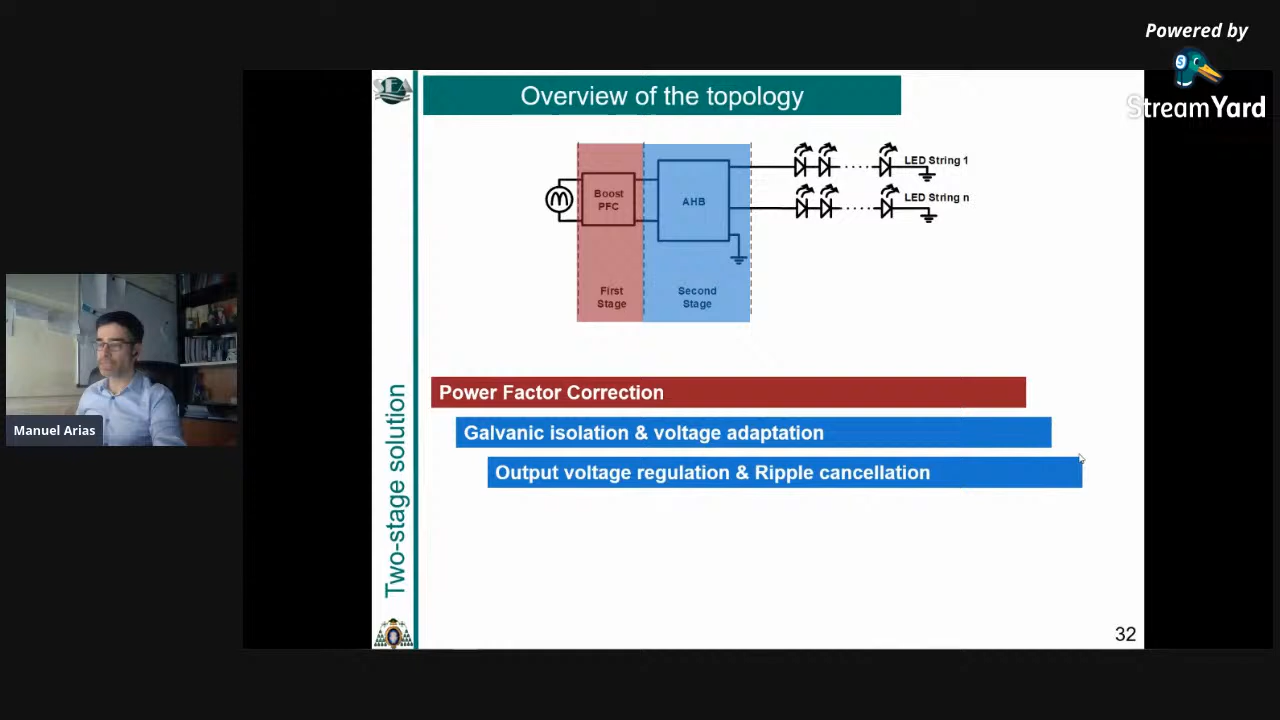 Powered by
StreamYard
SEA
Overview of the topology
Boost
PFC
AHB
LED String 1
LED String n
First
Stage
Second
Stage
Manuel Arias
Two-stage solution
Power Factor Correction
Galvanic isolation & voltage adaptation
Output voltage regulation & Ripple cancellation
32